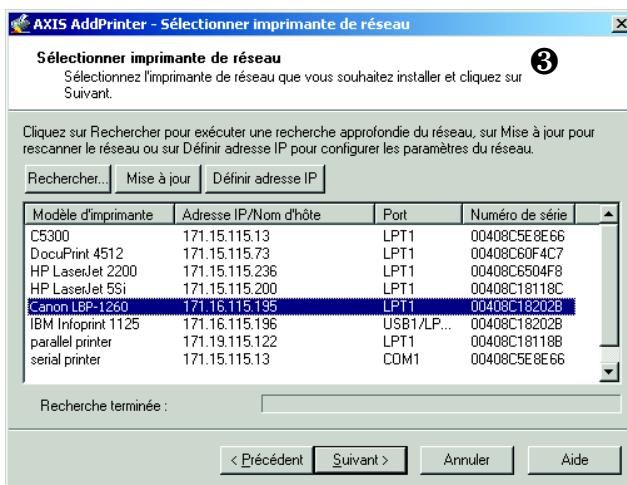 AXIS AddPrinter - Sélectionner imprimante de réseau
Sélectionner imprimante de réseau
❸
Sélectionnez l'imprimante de réseau que vous souhaitez installer et cliquez sur
Suivant.
Cliquez sur Rechercher pour exécuter une recherche approfondie du réseau, sur Mise à jour pour
rescanner le réseau ou sur Définir adresse IP pour configurer les paramètres du réseau.
Rechercher... Mise à jour Définir adresse IP
Modèle d'imprimante Adresse IP/Nom d'hôte Port Numéro de série
C5300 171.15.115.13 LPT1 00408C5E8E66
DocuPrint 4512 171.15.115.73 LPT1 00408C60F4C7
HP LaserJet 2200 171.15.115.236 LPT1 00408C6504F8
HP LaserJet 5Si 171.15.115.200 LPT1 00408C18118C
Canon LBP-1260 171.16.115.195 LPT1 00408C18202B
IBM Infoprint 1125 171.16.115.196 USB1/LP... 00408C18202B
parallel printer 171.19.115.122 LPT1 00408C18118B
serial printer 171.15.115.13 COM1 00408C5E8E66
Recherche terminée :
< Précédent Suivant > Annuler Aide